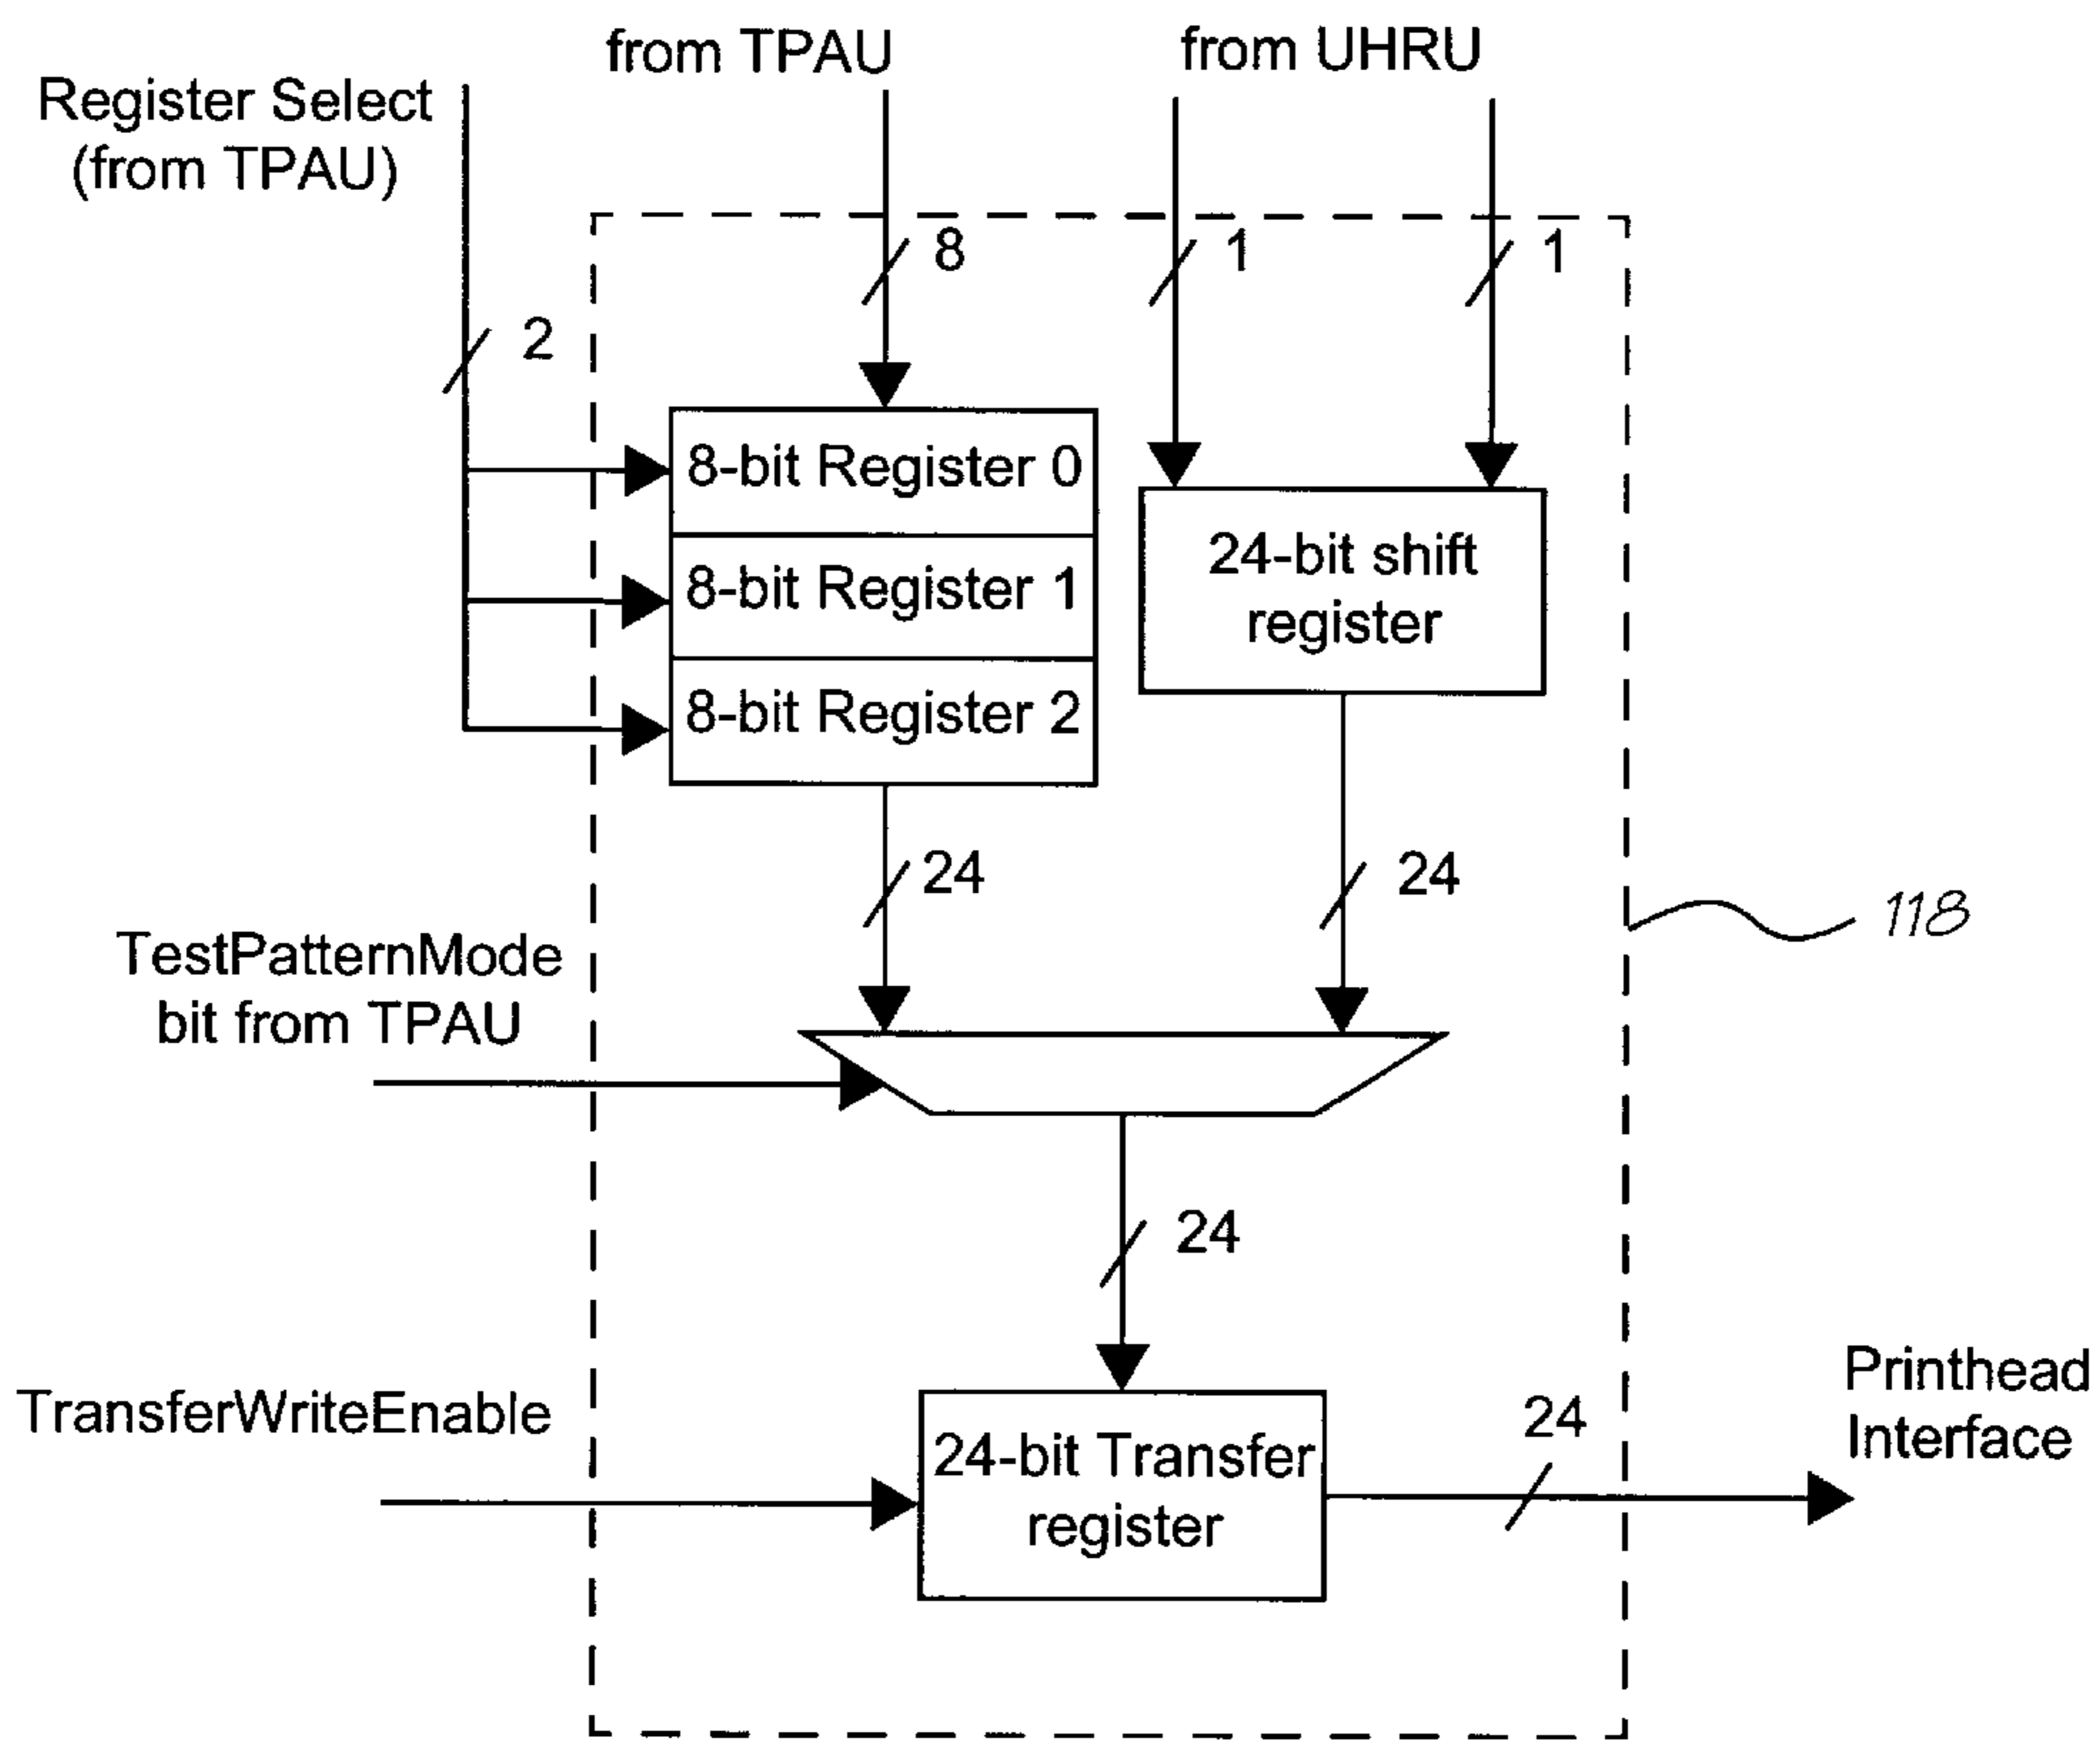 from TPAU
from UHRU
Register Select
(from TPAU)
8
1
1
2
8-bit Register 0
8-bit Register 1
8-bit Register 2
24-bit shift
register
24
24
118
TestPatternMode
bit from TPAU
24
TransferWriteEnable
24-bit Transfer
register
24
Printhead
Interface